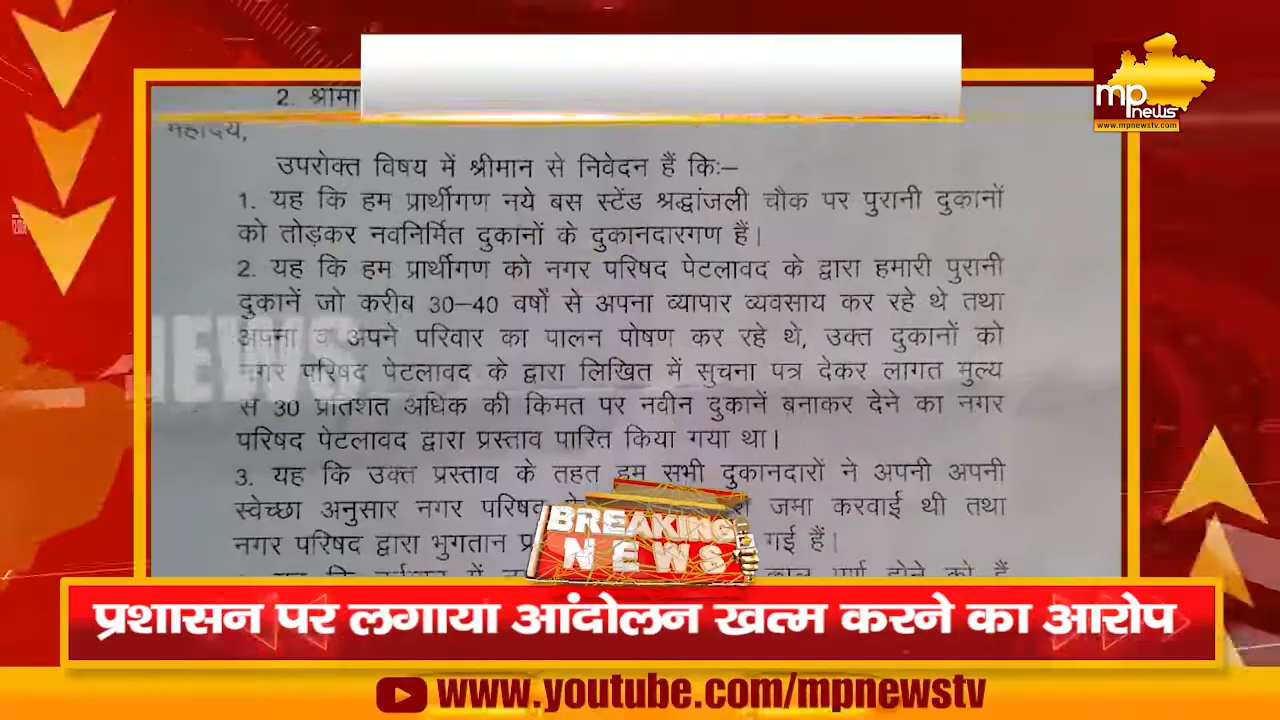 2. श्रीमा
महोदय,
उपरोक्त विषय में श्रीमान से निवेदन हैं किः–
1. यह कि हम प्रार्थीगण नये बस स्टेंड श्रद्धांजली चौक पर पुरानी दुकानों
को तोड़कर नवनिर्मित दुकानों के दुकानदारगण हैं।
2. यह कि हम प्रार्थीगण को नगर परिषद पेटलावद के द्वारा हमारी पुरानी
दुकानें जो करीब 30–40 वर्षों से अपना व्यापार व्यवसाय कर रहे थे तथा
अपना व अपने परिवार का पालन पोषण कर रहे थे, उक्त दुकानों को
नगर परिषद पेटलावद के द्वारा लिखित में सुचना पत्र देकर लागत मुल्य
से 30 प्रतिशत अधिक की किमत पर नवीन दुकानें बनाकर देने का नगर
परिषद पेटलावद द्वारा प्रस्ताव पारित किया गया था।
3. यह कि उक्त प्रस्ताव के तहत हम सभी दुकानदारों ने अपनी अपनी
स्वेच्छा अनुसार नगर परिषद जमा करवाई थी तथा
नगर परिषद द्वारा भुगतान गई हैं।
BREAKING
NEWS
प्रशासन पर लगाया आंदोलन खत्म करने का आरोप
www.youtube.com/mpnewstv
mp
news
www.mpnewstv.com
NEWS